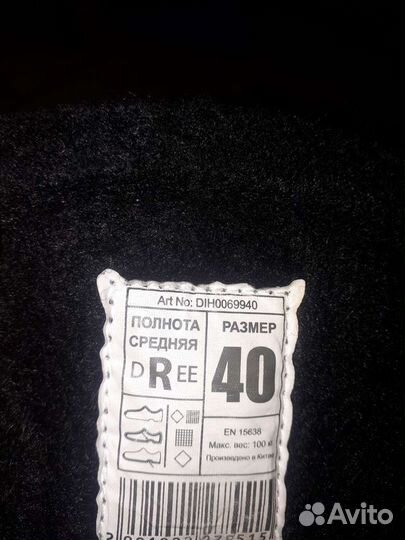 Art No: DIH0069940
ПОЛНОТА
СРЕДНЯЯ
D R EE
РАЗМЕР
40
EN 15638
Макс. вес: 100 кг
Произведено в Китае
Avito